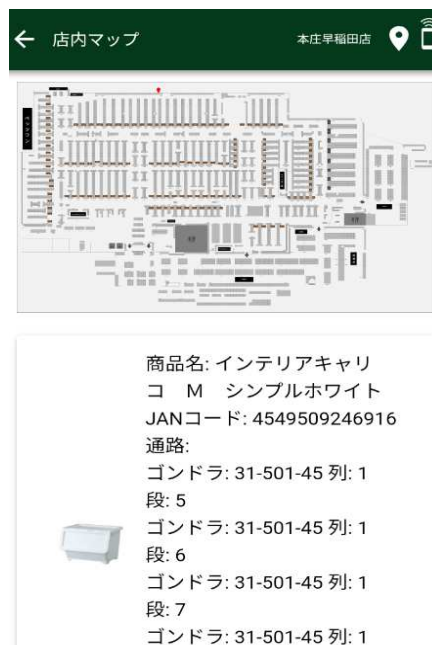 店内マップ
本庄早稲田店
商品名: インテリアキャリ
コ　M　シンプルホワイト
JANコード: 4549509246916
通路:
ゴンドラ: 31-501-45 列: 1
段: 5
ゴンドラ: 31-501-45 列: 1
段: 6
ゴンドラ: 31-501-45 列: 1
段: 7
ゴンドラ: 31-501-45 列: 1